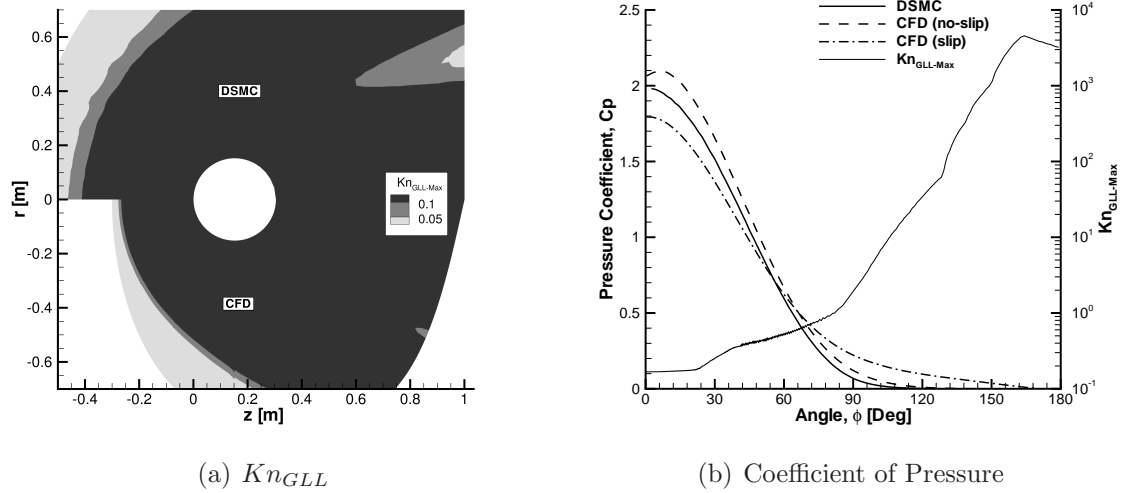 0.6
0.4
0.2
0
-0.2
-0.4
-0.6
r [m]
DSMC
CFD
Kn_GLL-Max
0.1
0.05
-0.4 -0.2 0 0.2 0.4 0.6 0.8 1
z [m]
(a) Kn_GLL
DSMC
CFD (no-slip)
CFD (slip)
Kn_GLL-Max
2.5
2
1.5
1
0.5
0
Pressure Coefficient, Cp
10^4
10^3
10^2
10^1
10^0
10^-1
Kn_GLL-Max
0 30 60 90 120 150 180
Angle, ϕ [Deg]
(b) Coefficient of Pressure